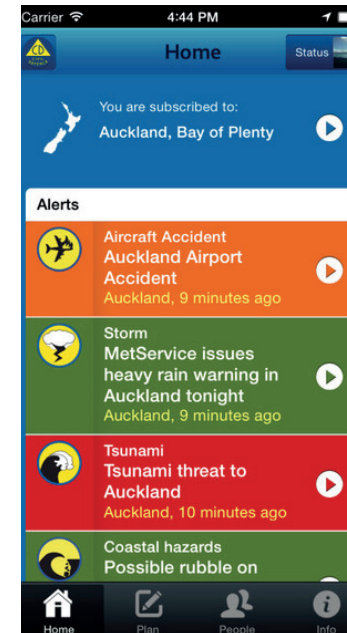 Carrier 4:44 PM
CD
Home
Status
You are subscribed to:
Auckland, Bay of Plenty
Alerts
Aircraft Accident
Auckland Airport
Accident
Auckland, 9 minutes ago
Storm
MetService issues
heavy rain warning in
Auckland tonight
Auckland, 9 minutes ago
Tsunami
Tsunami threat to
Auckland
Auckland, 10 minutes ago
Coastal hazards
Possible rubble on
Home Plan People Info